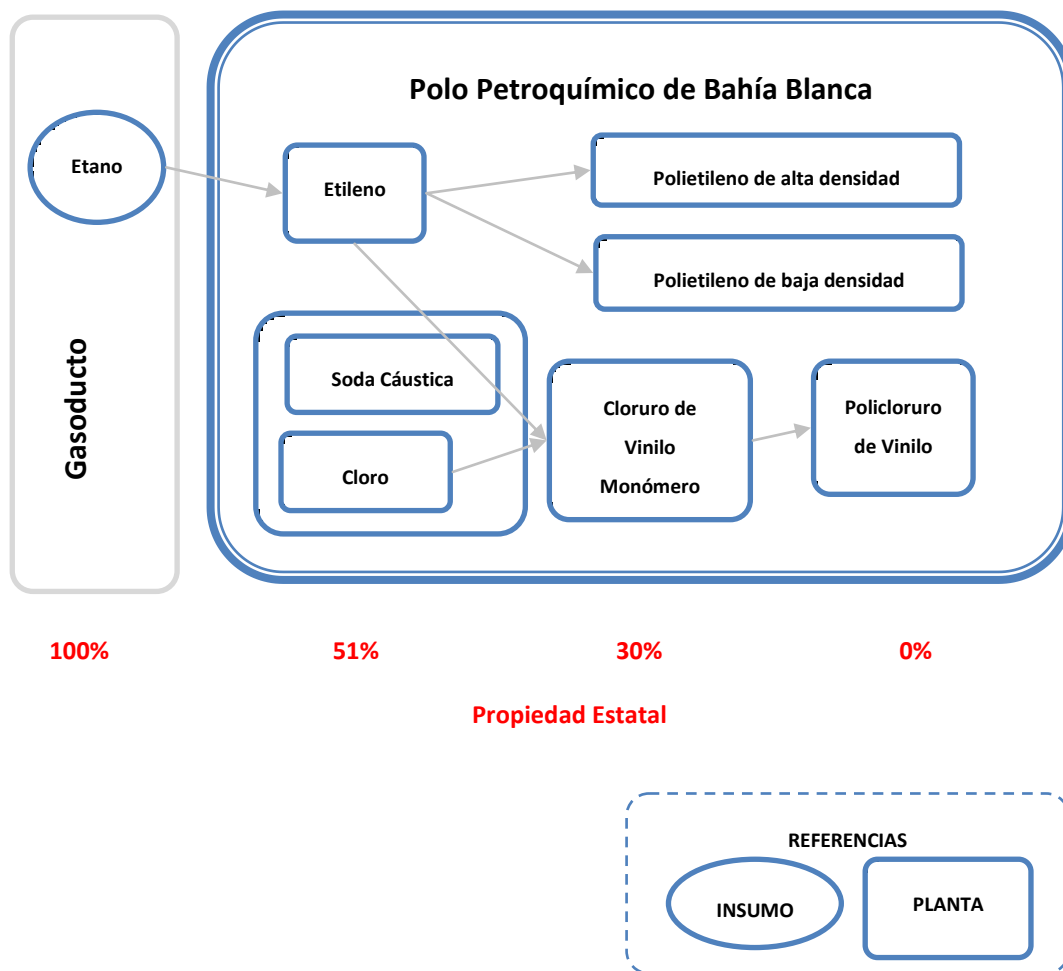 Polo Petroquímico de Bahía Blanca
Etano
Etileno
Polietileno de alta densidad
Polietileno de baja densidad
Gasoducto
Soda Cáustica
Cloro
Cloruro de
Vinilo
Monómero
Policloruro
de Vinilo
100%
51%
30%
0%
Propiedad Estatal
REFERENCIAS
INSUMO
PLANTA